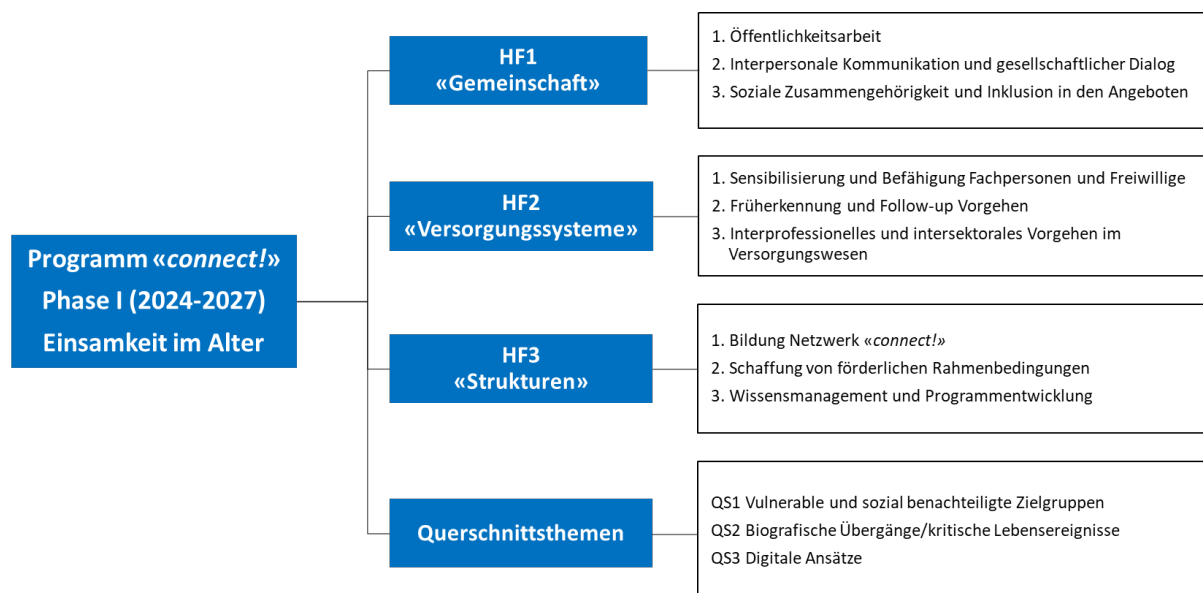 Programm «connect!»
Phase I (2024-2027)
Einsamkeit im Alter
HF1
«Gemeinschaft»
1. Öffentlichkeitsarbeit
2. Interpersonale Kommunikation und gesellschaftlicher Dialog
3. Soziale Zusammengehörigkeit und Inklusion in den Angeboten
HF2
«Versorgungssysteme»
1. Sensibilisierung und Befähigung Fachpersonen und Freiwillige
2. Früherkennung und Follow-up Vorgehen
3. Interprofessionelles und intersektorales Vorgehen im
Versorgungswesen
HF3
«Strukturen»
1. Bildung Netzwerk «connect!»
2. Schaffung von förderlichen Rahmenbedingungen
3. Wissensmanagement und Programmentwicklung
Querschnittsthemen
QS1 Vulnerable und sozial benachteiligte Zielgruppen
QS2 Biografische Übergänge/kritische Lebensereignisse
QS3 Digitale Ansätze